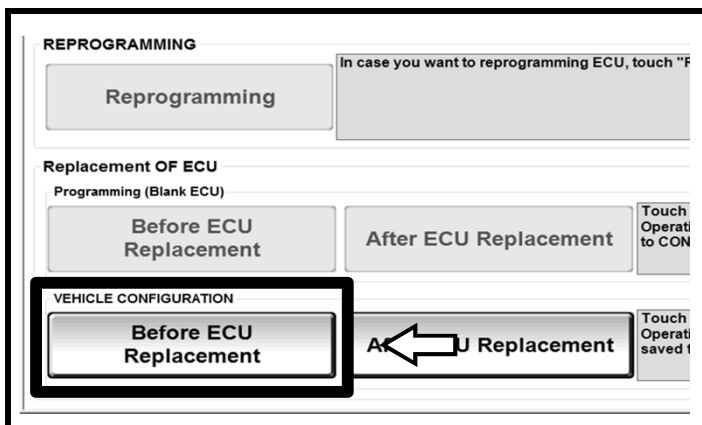 REPROGRAMMING
Reprogramming
In case you want to reprogramming ECU, touch "
Replacement OF ECU
Programming (Blank ECU)
Before ECU
Replacement
After ECU Replacement
Touch
Operati
to CON
VEHICLE CONFIGURATION
Before ECU
Replacement
A U Replacement
Touch
Operati
saved